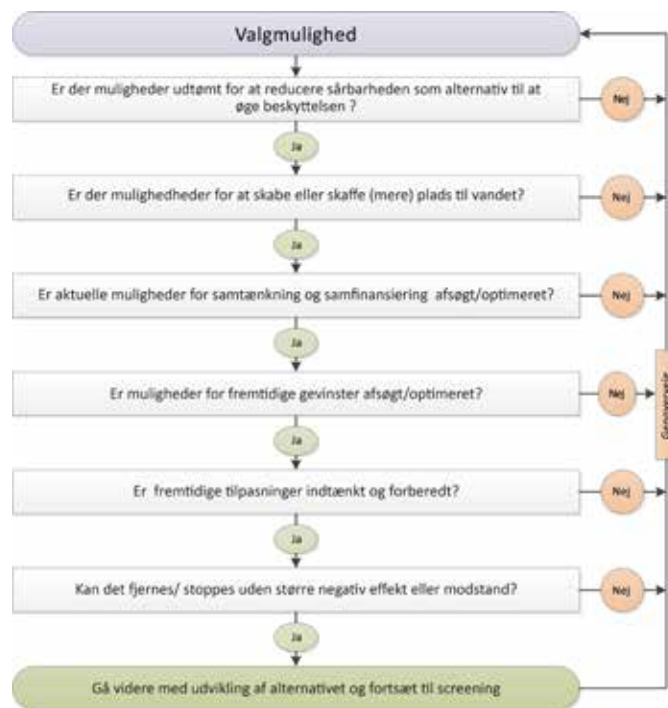 Valgmulighed
Er der muligheder udtømt for at reducere sårbarheden som alternativ til at
øge beskyttelsen ?
Nej
Ja
Er der mulighedheder for at skabe eller skaffe (mere) plads til vandet?
Nej
Ja
Er aktuelle muligheder for samtænkning og samfinansiering afsøgt/optimeret?
Nej
Ja
Er muligheder for fremtidige gevinster afsøgt/optimeret?
Nej
Ja
Er fremtidige tilpasninger indtænkt og forberedt?
Nej
Ja
Kan det fjernes/ stoppes uden større negativ effekt eller modstand?
Nej
Ja
Gå videre med udvikling af alternativet og fortsæt til screening